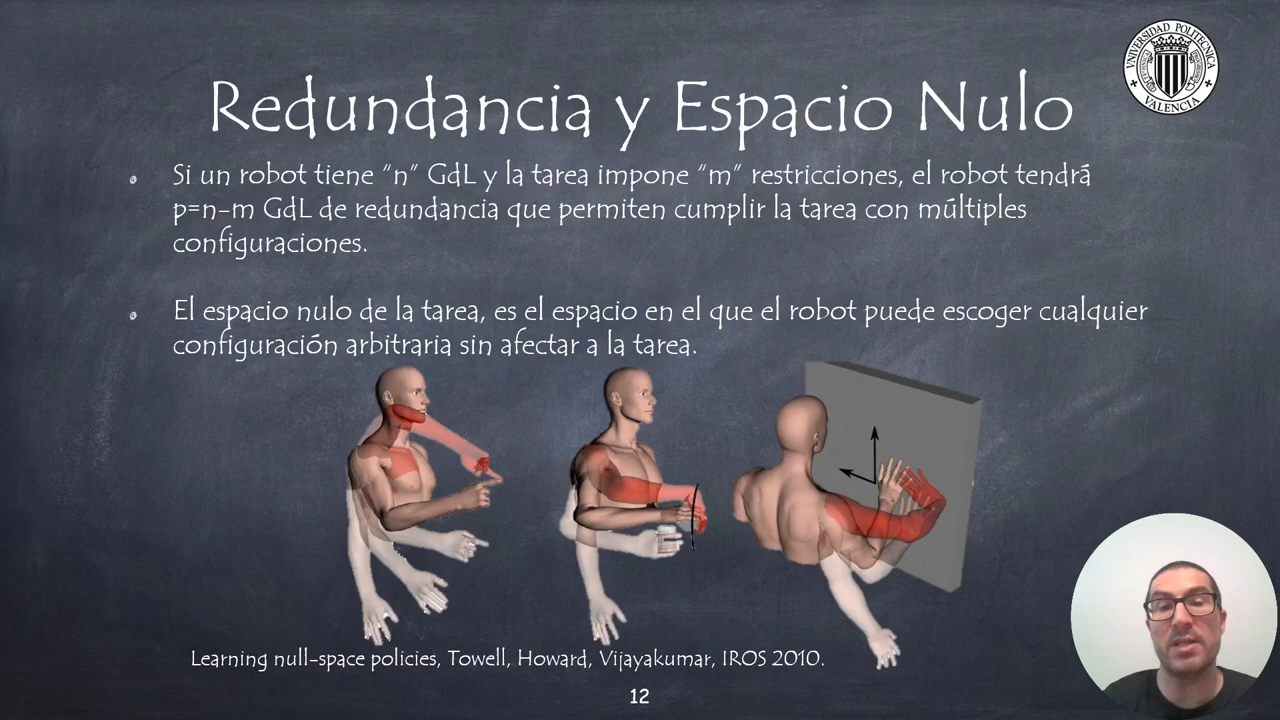 UNIVERSIDAD POLITECNICA
VALENCIA
Redundancia y Espacio Nulo
Si un robot tiene “n” GdL y la tarea impone “m” restricciones, el robot tendrá
p=n-m GdL de redundancia que permiten cumplir la tarea con múltiples
configuraciones.
El espacio nulo de la tarea, es el espacio en el que el robot puede escoger cualquier
configuración arbitraria sin afectar a la tarea.
Learning null-space policies, Towell, Howard, Vijayakumar, IROS 2010.
12